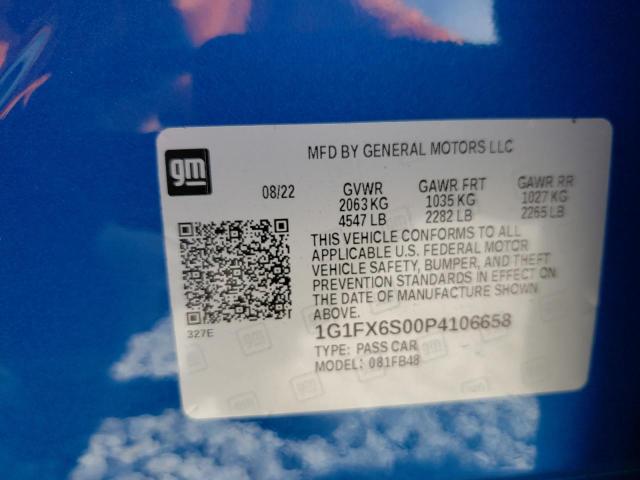 gm
MFD BY GENERAL MOTORS LLC
08/22 GVWR GAWR FRT GAWR RR
2063 KG 1035 KG 1027 KG
4547 LB 2282 LB 2265 LB
THIS VEHICLE CONFORMS TO ALL
APPLICABLE U.S. FEDERAL MOTOR
VEHICLE SAFETY, BUMPER, AND THEFT
PREVENTION STANDARDS IN EFFECT ON
THE DATE OF MANUFACTURE SHOWN
ABOVE.
327E
1G1FX6S00P4106658
TYPE: PASS CAR
MODEL: 081FB48